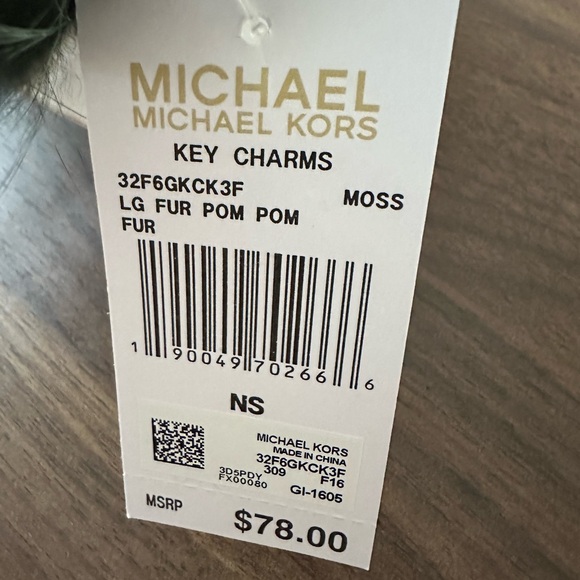 MICHAEL
MICHAEL KORS
KEY CHARMS
32F6GKCK3F MOSS
LG FUR POM POM
FUR
1 90049 70266 6
NS
MICHAEL KORS
MADE IN CHINA
32F6GKCK3F
3D5PDY 309 F16
FX00080 GI-1605
MSRP $78.00